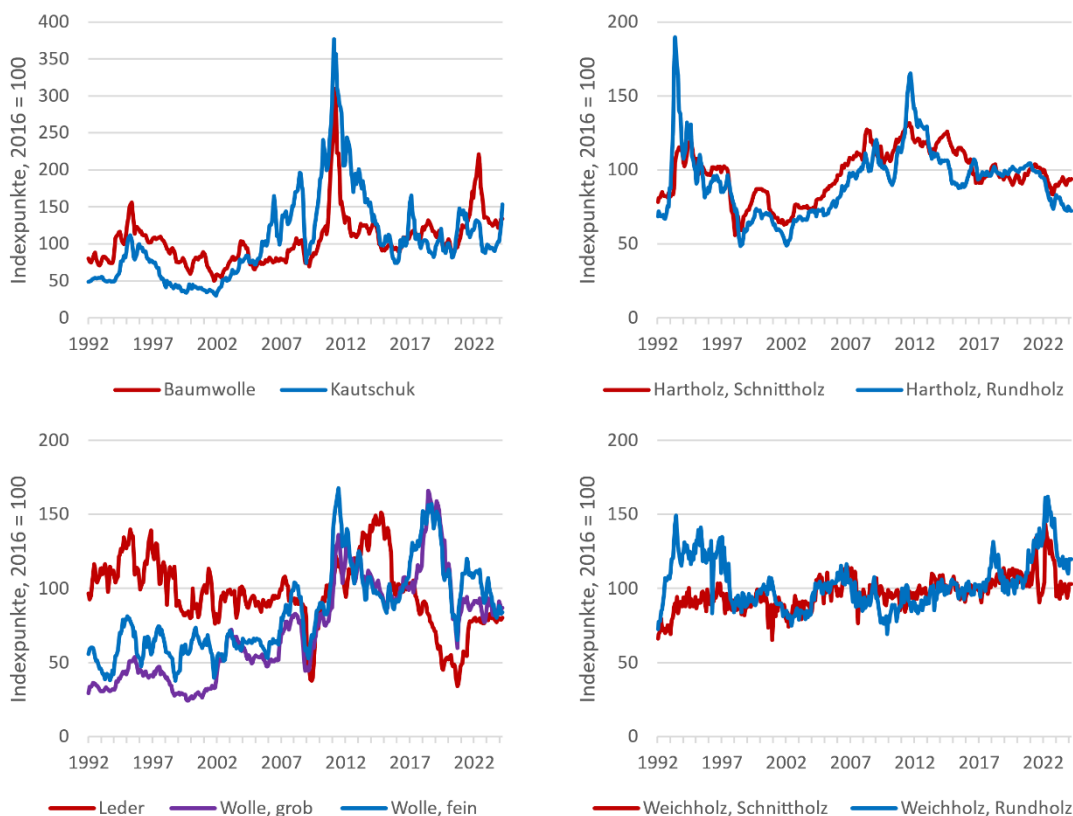 Indexpunkte, 2016 = 100
400
350
300
250
200
150
100
50
0
1992 1997 2002 2007 2012 2017 2022
Baumwolle Kautschuk
Indexpunkte, 2016 = 100
200
150
100
50
0
1992 1997 2002 2007 2012 2017 2022
Hartholz, Schnittholz Hartholz, Rundholz
Indexpunkte, 2016 = 100
200
150
100
50
0
1992 1997 2002 2007 2012 2017 2022
Leder Wolle, grob Wolle, fein
Indexpunkte, 2016 = 100
200
150
100
50
0
1992 1997 2002 2007 2012 2017 2022
Weichholz, Schnittholz Weichholz, Rundholz